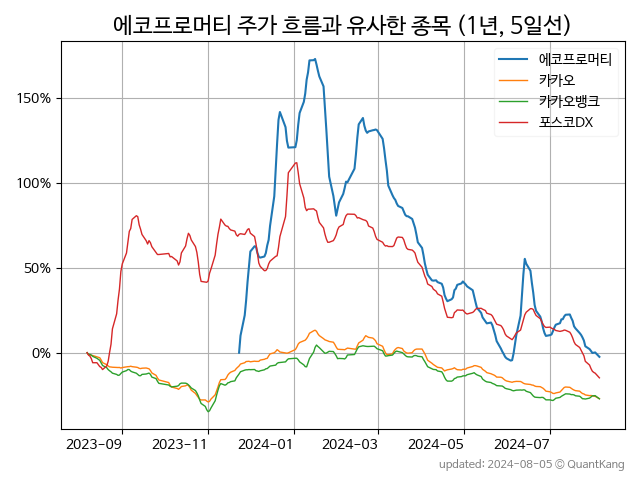 에코프로머티 주가 흐름과 유사한 종목 (1년, 5일선)
에코프로머티
카카오
카카오뱅크
포스코DX
150%
100%
50%
0%
2023-09 2023-11 2024-01 2024-03 2024-05 2024-07
updated: 2024-08-05 © QuantKang